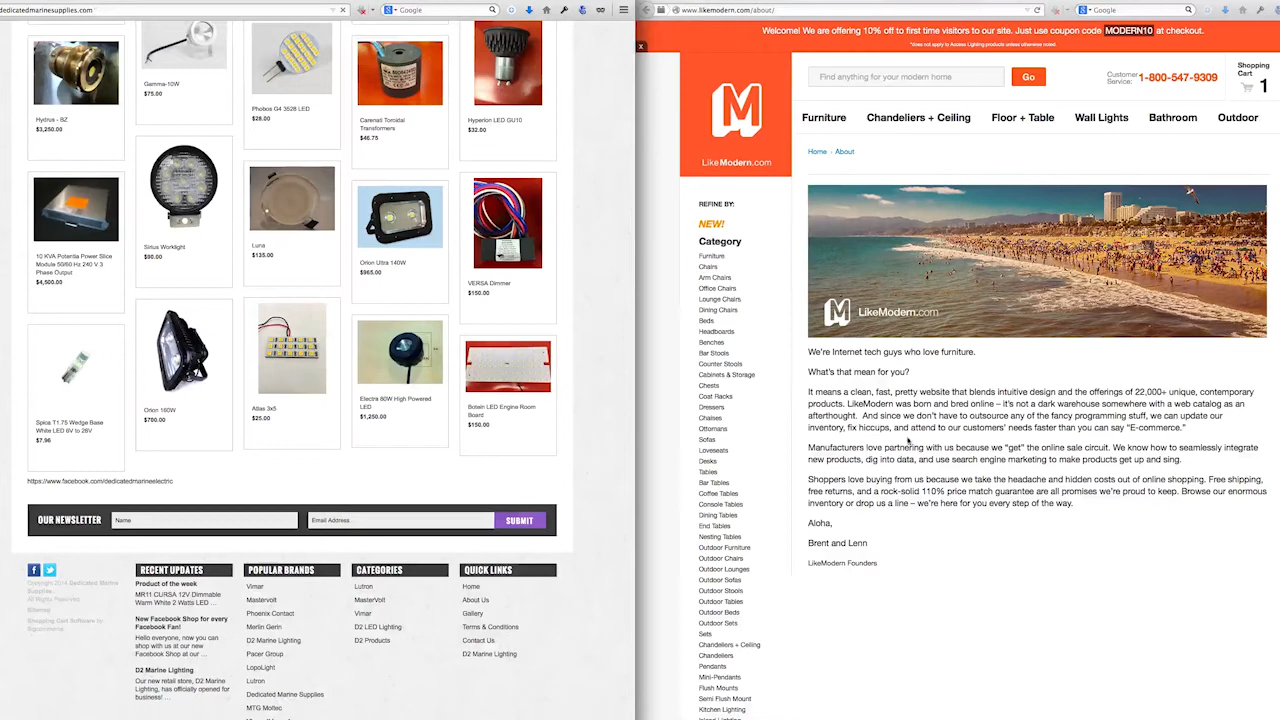 dedicatedmarinesupplies.com
Google
Hydrus - BZ
$3,250.00
Gamma-10W
$75.00
Phobos G4 3528 LED
$28.00
Carenati Toroidal
Transformers
$46.75
Hyperion LED GU10
$32.00
10 KVA Potentia Power Slice
Module 50/60 Hz 240 V 3
Phase Output
$4,500.00
Sirius Worklight
$90.00
Luna
$135.00
Orion Ultra 140W
$965.00
VERSA Dimmer
$150.00
Spica T1.75 Wedge Base
White LED 6V to 28V
$7.96
Orion 160W
$700.00
Atlas 3x5
$25.00
Electra 80W High Powered
LED
$1,250.00
Botein LED Engine Room
Board
$150.00
https://www.facebook.com/dedicatedmarineelectric
OUR NEWSLETTER
Name
Email Address
SUBMIT
Copyright 2014 Dedicated Marine
Supplies.
All Rights Reserved.
Sitemap
Shopping Cart Software by
Bigcommerce
RECENT UPDATES
Product of the week
MR11 CURSA 12V Dimmable
Warm White 2 Watts LED ...
New Facebook Shop for every
Facebook Fan!
Hello everyone, now you can
shop with us at our new
Facebook Shop at our ...
D2 Marine Lighting
Our new retail store, D2 Marine
Lighting, has officially opened for
business! ...
POPULAR BRANDS
Vimar
Mastervolt
Phoenix Contact
Merlin Gerin
D2 Marine Lighting
Pacer Group
LopoLight
Lutron
Dedicated Marine Supplies
MTG Moltec
CATEGORIES
Lutron
MasterVolt
Vimar
D2 LED Lighting
D2 Products
QUICK LINKS
Home
About Us
Gallery
Terms & Conditions
Contact Us
D2 Marine Lighting
www.likemodern.com/about/
Google
Welcome! We are offering 10% off to first time visitors to our site. Just use coupon code MODERN10 at checkout.
*does not apply to Access Lighting products unless otherwise noted.
x
M
LikeModern.com
Find anything for your modern home
Go
Customer
Service:
1-800-547-9309
Shopping
Cart
1
Furniture
Chandeliers + Ceiling
Floor + Table
Wall Lights
Bathroom
Outdoor
Home › About
LikeModern.com
REFINE BY:
NEW!
Category
Furniture
Chairs
Arm Chairs
Office Chairs
Lounge Chairs
Dining Chairs
Beds
Headboards
Benches
Bar Stools
Counter Stools
Cabinets & Storage
Chests
Coat Racks
Dressers
Chaises
Ottomans
Sofas
Loveseats
Desks
Tables
Bar Tables
Coffee Tables
Console Tables
Dining Tables
End Tables
Nesting Tables
Outdoor Furniture
Outdoor Chairs
Outdoor Lounges
Outdoor Sofas
Outdoor Stools
Outdoor Tables
Outdoor Beds
Outdoor Sets
Sets
Chandeliers + Ceiling
Chandeliers
Pendants
Mini-Pendants
Flush Mounts
Semi Flush Mount
Kitchen Lighting
We're Internet tech guys who love furniture.
What's that mean for you?
It means a clean, fast, pretty website that blends intuitive design and the offerings of 22,000+ unique, contemporary
products. LikeModern was born and bred online – it's not a dark warehouse somewhere with a web catalog as an
afterthought. And since we don't have to outsource any of the fancy programming stuff, we can update our
inventory, fix hiccups, and attend to our customers' needs faster than you can say "E-commerce."
Manufacturers love partnering with us because we "get" the online sale circuit. We know how to seamlessly integrate
new products, dig into data, and use search engine marketing to make products get up and sing.
Shoppers love buying from us because we take the headache and hidden costs out of online shopping. Free shipping,
free returns, and a rock-solid 110% price match guarantee are all promises we're proud to keep. Browse our enormous
inventory or drop us a line – we're here for you every step of the way.
Aloha,
Brent and Lenn
LikeModern Founders